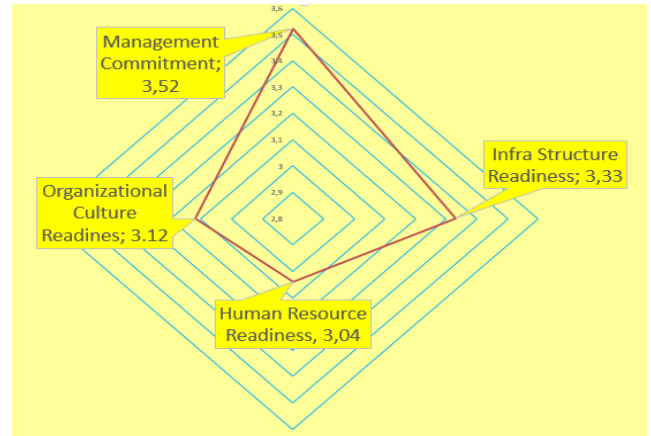 3,6
Management
Commitment;
3,52
3,5
3,4
3,3
3,2
3,1
3
2,9
2,8
Infra Structure
Readiness; 3,33
Organizational
Culture
Readines; 3.12
Human Resource
Readiness, 3,04